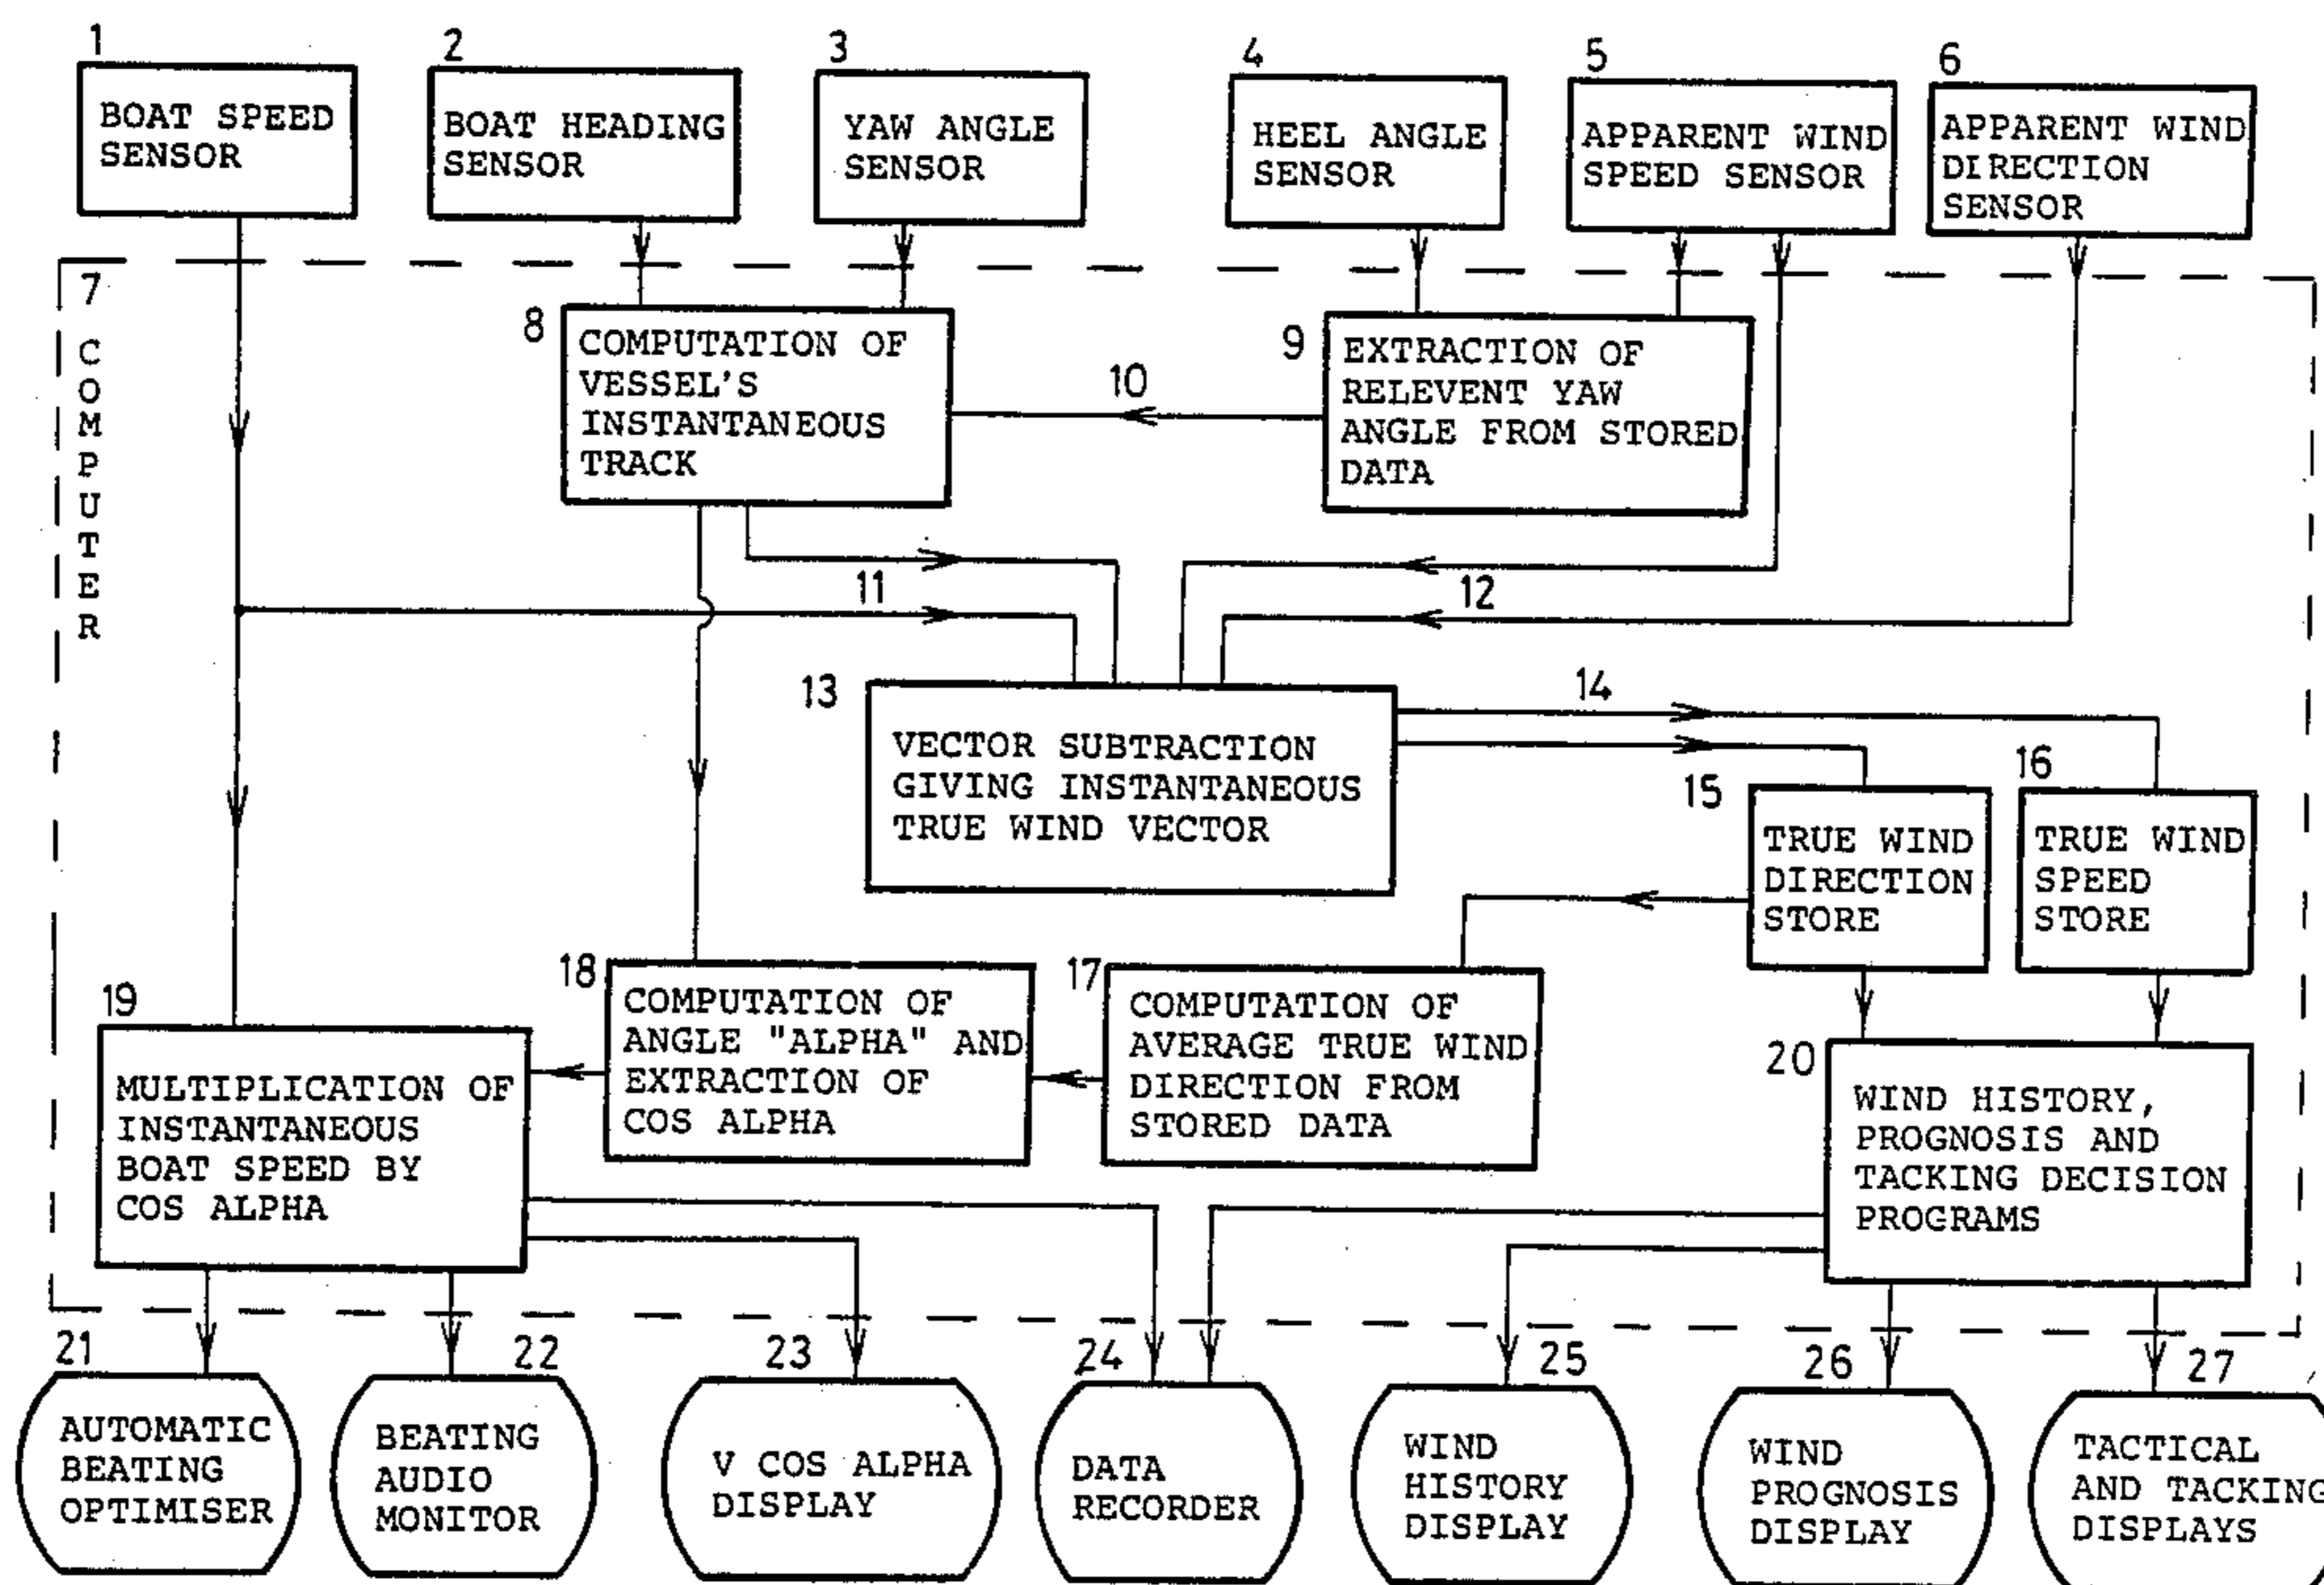 1
BOAT SPEED
SENSOR
2
BOAT HEADING
SENSOR
3
YAW ANGLE
SENSOR
4
HEEL ANGLE
SENSOR
5
APPARENT WIND
SPEED SENSOR
6
APPARENT WIND
DIRECTION
SENSOR
7
COMPUTER
8
COMPUTATION OF
VESSEL'S
INSTANTANEOUS
TRACK
9
EXTRACTION OF
RELEVENT YAW
ANGLE FROM STORED
DATA
10
11
12
13
VECTOR SUBTRACTION
GIVING INSTANTANEOUS
TRUE WIND VECTOR
14
15
TRUE WIND
DIRECTION
STORE
16
TRUE WIND
SPEED
STORE
17
COMPUTATION OF
AVERAGE TRUE WIND
DIRECTION FROM
STORED DATA
18
COMPUTATION OF
ANGLE "ALPHA" AND
EXTRACTION OF
COS ALPHA
19
MULTIPLICATION OF
INSTANTANEOUS
BOAT SPEED BY
COS ALPHA
20
WIND HISTORY,
PROGNOSIS AND
TACKING DECISION
PROGRAMS
21
AUTOMATIC
BEATING
OPTIMISER
22
BEATING
AUDIO
MONITOR
23
V COS ALPHA
DISPLAY
24
DATA
RECORDER
25
WIND
HISTORY
DISPLAY
26
WIND
PROGNOSIS
DISPLAY
27
TACTICAL
AND TACKING
DISPLAYS